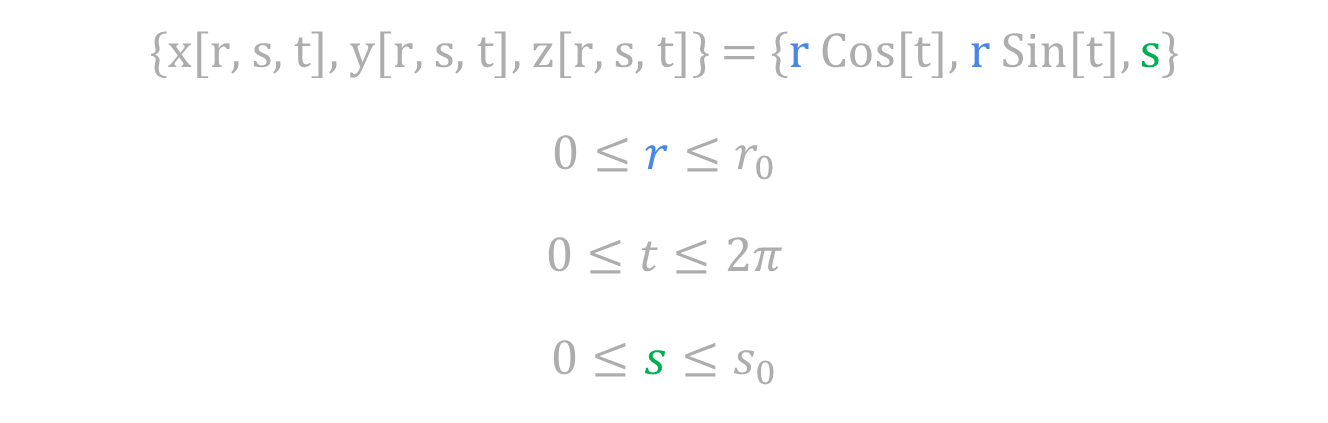 {x[r, s, t], y[r, s, t], z[r, s, t]} = {r Cos[t], r Sin[t], s}
0 ≤ r ≤ r₀
0 ≤ t ≤ 2π
0 ≤ s ≤ s₀